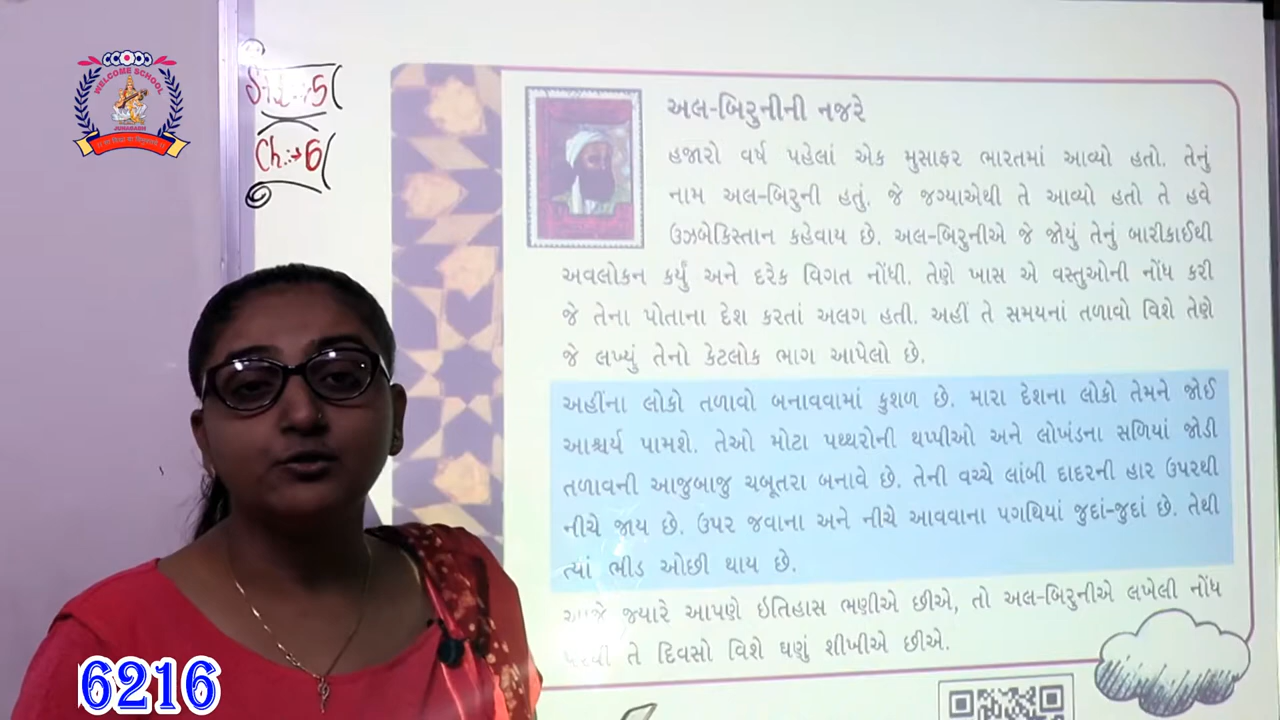 WELCOME SCHOOL
JUNAGADH
Std.:→5
Ch.:→6
અલ-બિરુનીની નજરે
હજારો વર્ષ પહેલાં એક મુસાફર ભારતમાં આવ્યો હતો. તેનું
નામ અલ-બિરુની હતું. જે જગ્યાએથી તે આવ્યો હતો તે હવે
ઉઝબેકિસ્તાન કહેવાય છે. અલ-બિરુનીએ જે જોયું તેનું બારીકાઈથી
અવલોકન કર્યું અને દરેક વિગત નોંધી. તેણે ખાસ એ વસ્તુઓની નોંધ કરી
જે તેના પોતાના દેશ કરતાં અલગ હતી. અહીં તે સમયનાં તળાવો વિશે તેણે
જે લખ્યું તેનો કેટલોક ભાગ આપેલો છે.
અહીંના લોકો તળાવો બનાવવામાં કુશળ છે. મારા દેશના લોકો તેમને જોઈ
આશ્ચર્ય પામશે. તેઓ મોટા પથ્થરોની થપ્પીઓ અને લોખંડના સળિયાં જોડી
તળાવની આજુબાજુ ચબૂતરા બનાવે છે. તેની વચ્ચે લાંબી દાદરની હાર ઉપરથી
નીચે જાય છે. ઉપર જવાના અને નીચે આવવાના પગથિયાં જુદાં-જુદાં છે. તેથી
ત્યાં ભીડ ઓછી થાય છે.
આજે જ્યારે આપણે ઇતિહાસ ભણીએ છીએ, તો અલ-બિરુનીએ લખેલી નોંધ
તે દિવસો વિશે ઘણું શીખીએ છીએ.
6216